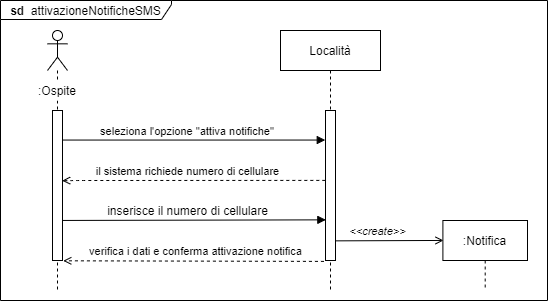 sd attivazioneNotificheSMS
:Ospite
Località
seleziona l'opzione "attiva notifiche"
il sistema richiede numero di cellulare
inserisce il numero di cellulare
<<create>>
:Notifica
verifica i dati e conferma attivazione notifica